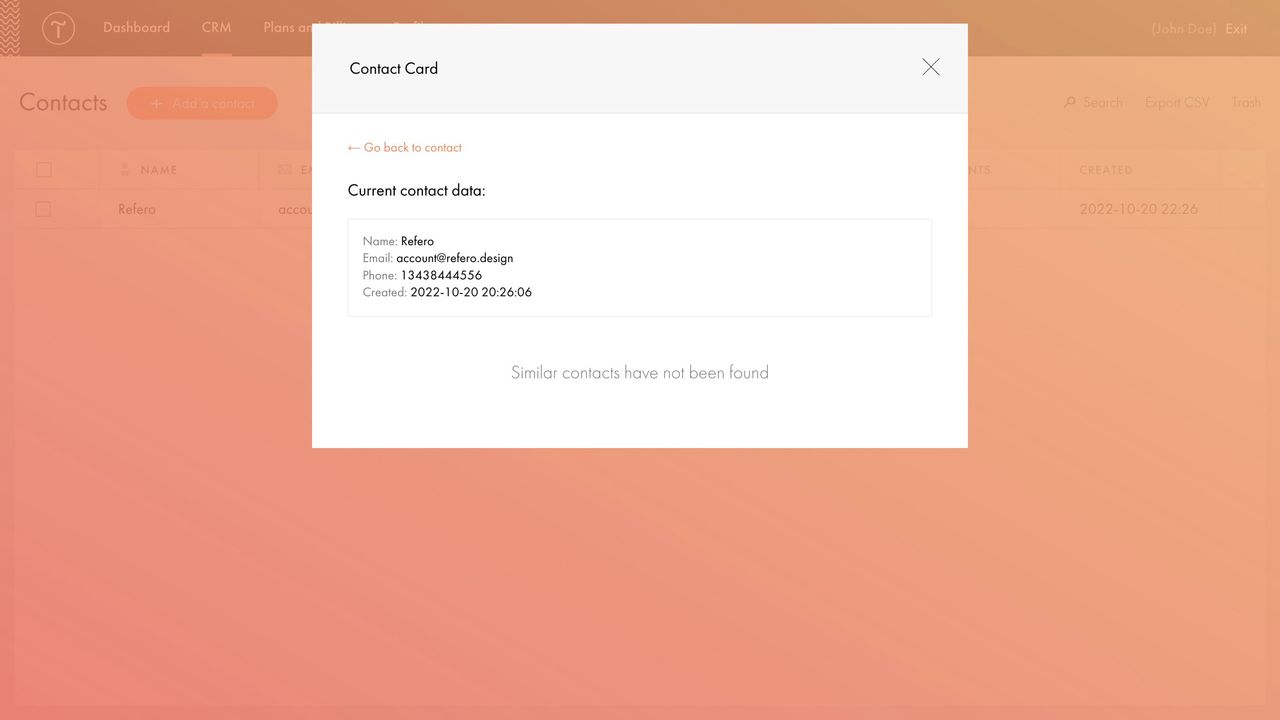 Dashboard CRM Plans (John Doe) Exit
Contact Card
Contacts + Add a contact Search Export CSV Trash
← Go back to contact
NAME CREATED
Current contact data:
Refero 2022-10-20 22:26
Name: Refero
Email: account@refero.design
Phone: 13438444556
Created: 2022-10-20 20:26:06
Similar contacts have not been found